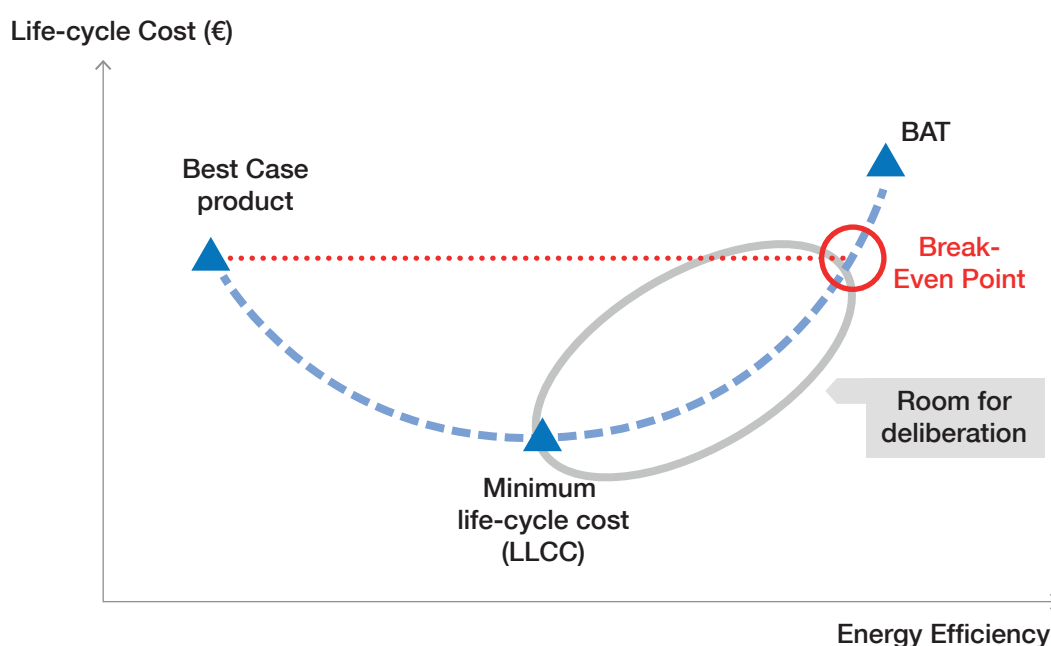 Life-cycle Cost (€)
BAT
Best Case
product
Break-
Even Point
Room for
deliberation
Minimum
life-cycle cost
(LLCC)
Energy Efficiency